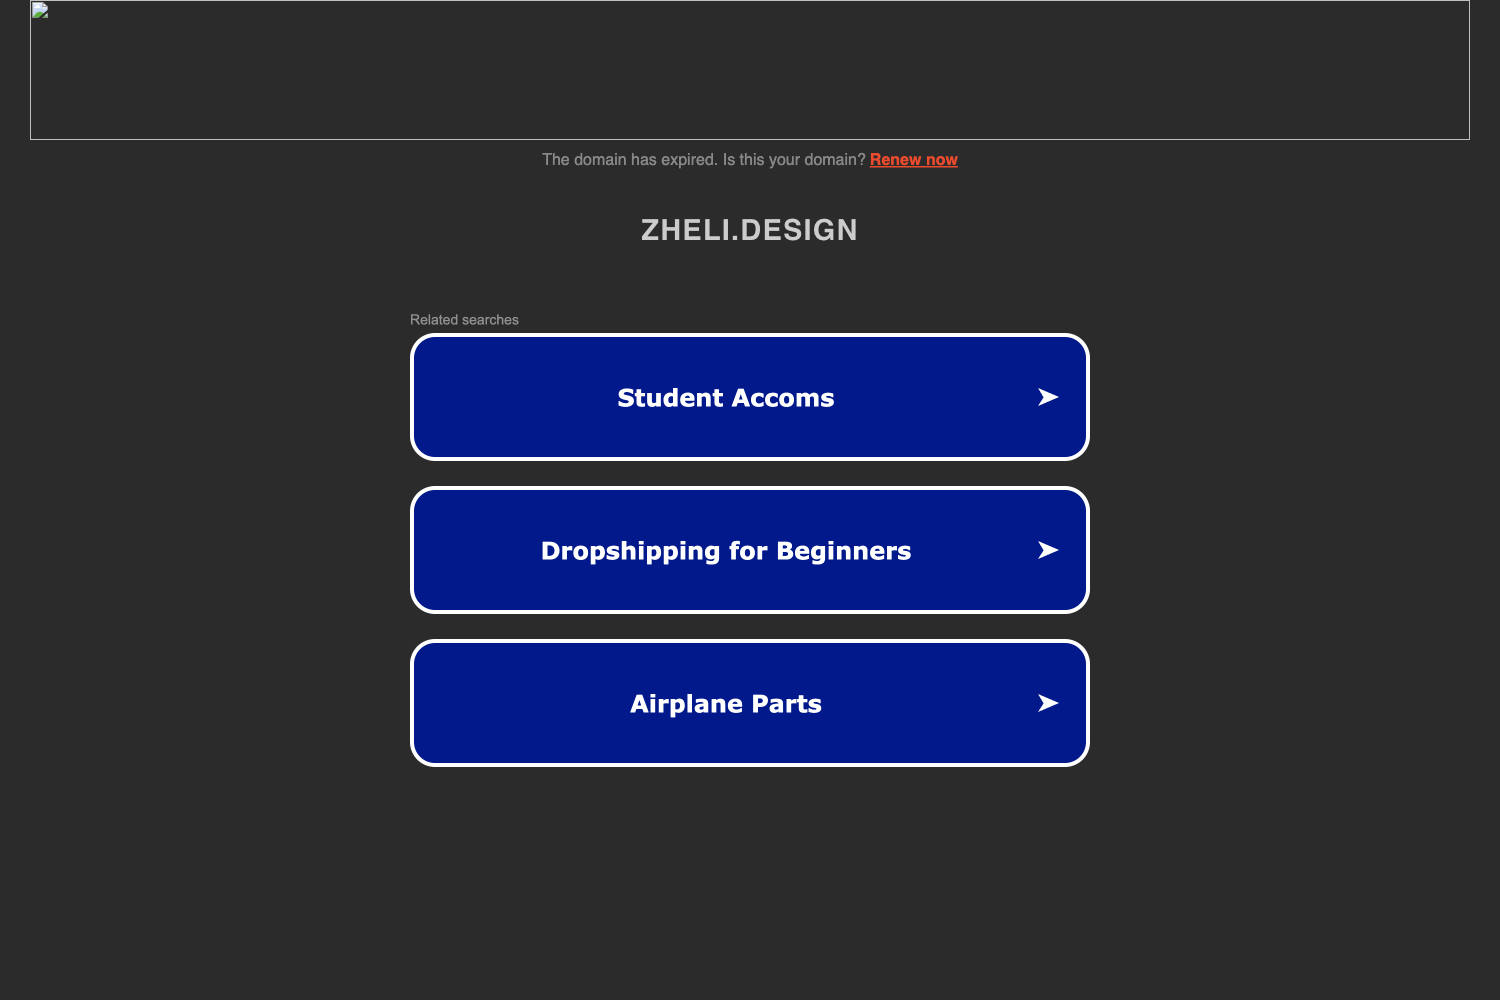 The domain has expired. Is this your domain? Renew now
ZHELI.DESIGN
Related searches
Student Accoms
Dropshipping for Beginners
Airplane Parts